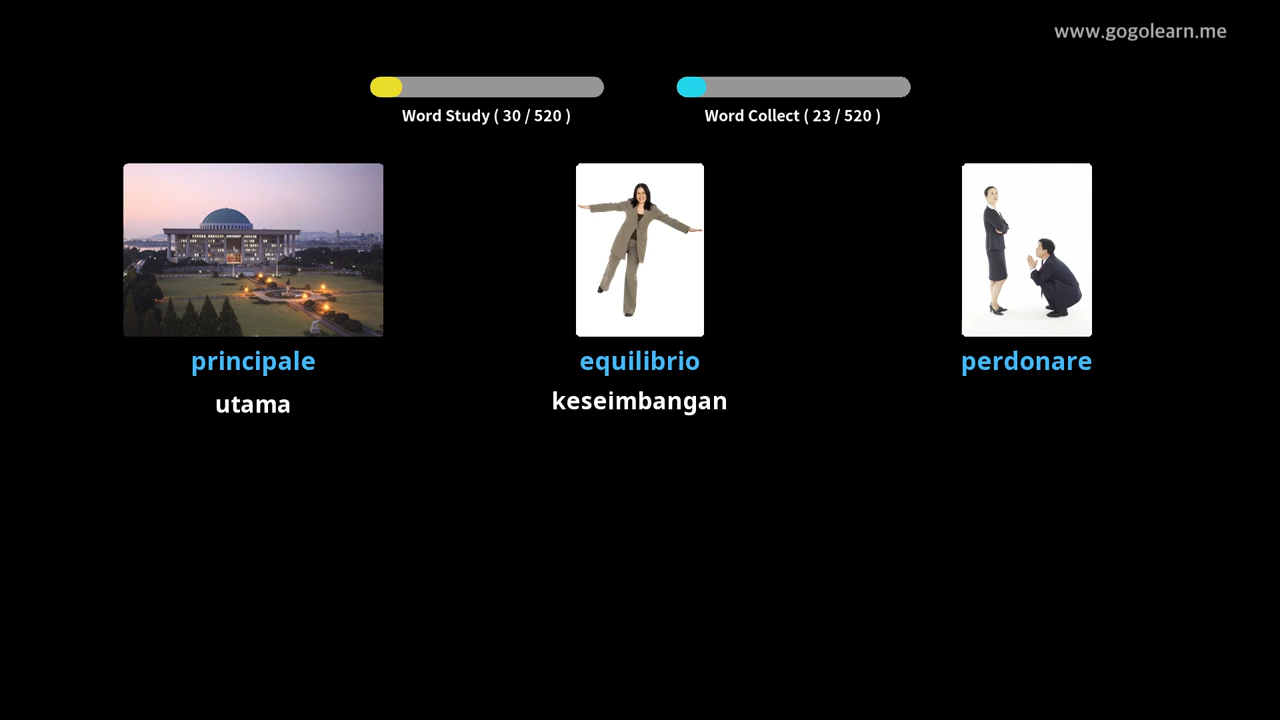 www.gogolearn.me
Word Study ( 30 / 520 )
Word Collect ( 23 / 520 )
principale
equilibrio
perdonare
utama
keseimbangan